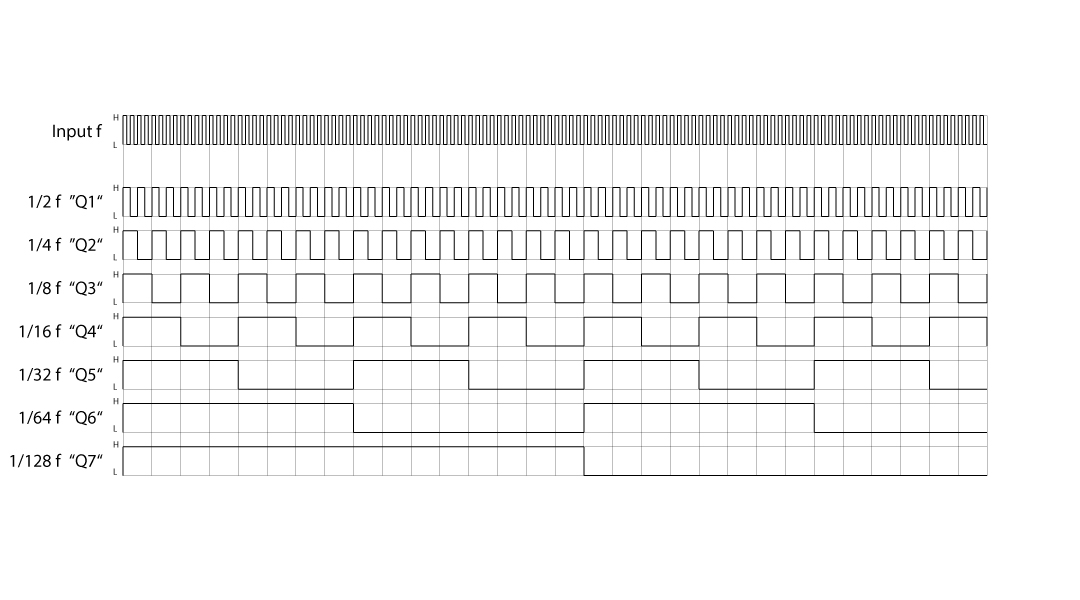 Input f H L
1/2 f ”Q1“ H L
1/4 f ”Q2“ H L
1/8 f “Q3“ H L
1/16 f “Q4“ H L
1/32 f “Q5“ H L
1/64 f “Q6“ H L
1/128 f “Q7“ H L